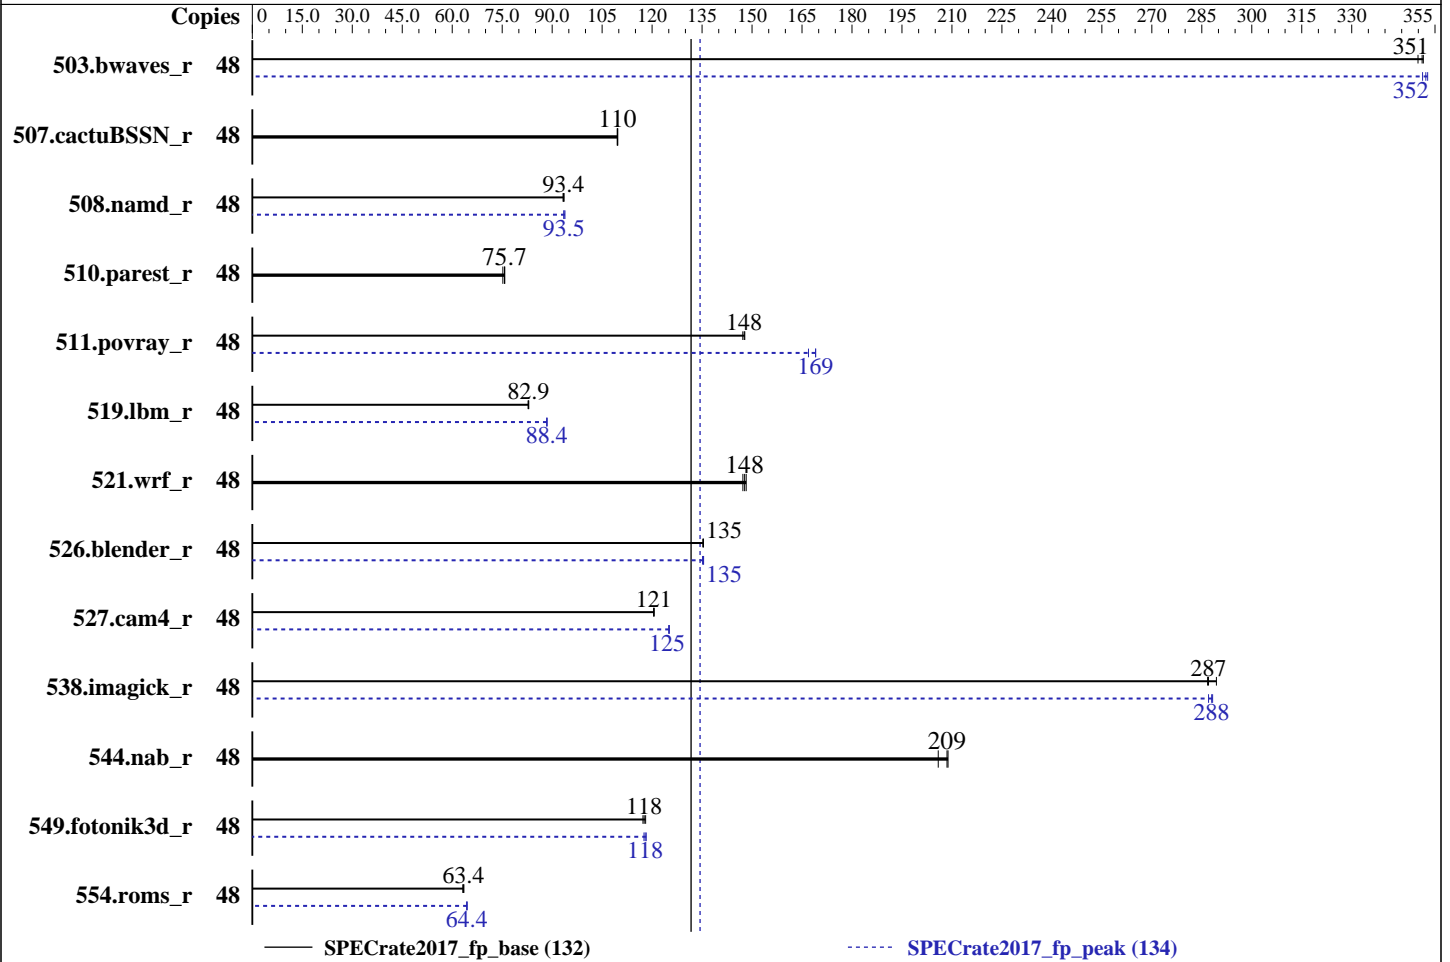 Copies 0 15.0 30.0 45.0 60.0 75.0 90.0 105 120 135 150 165 180 195 210 225 240 255 270 285 300 315 330 355
503.bwaves_r 48 351
352
507.cactuBSSN_r 48 110
508.namd_r 48 93.4
93.5
510.parest_r 48 75.7
511.povray_r 48 148
169
519.lbm_r 48 82.9
88.4
521.wrf_r 48 148
526.blender_r 48 135
135
527.cam4_r 48 121
125
538.imagick_r 48 287
288
544.nab_r 48 209
549.fotonik3d_r 48 118
118
554.roms_r 48 63.4
64.4
SPECrate2017_fp_base (132) SPECrate2017_fp_peak (134)